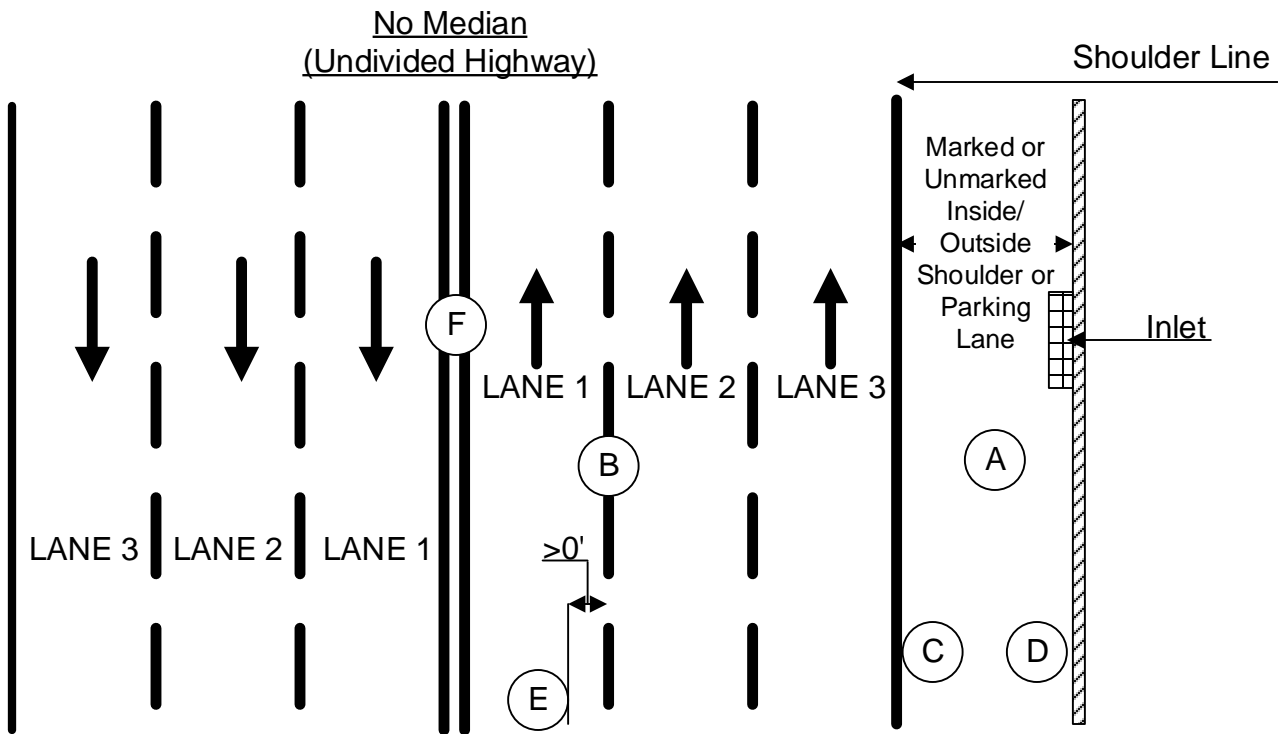 No Median
(Undivided Highway)
Shoulder Line
Marked or
Unmarked
Inside/
Outside
Shoulder or
Parking
Lane
Inlet
F
LANE 1
LANE 2
LANE 3
B
A
LANE 3
LANE 2
LANE 1
>0'
C
D
E